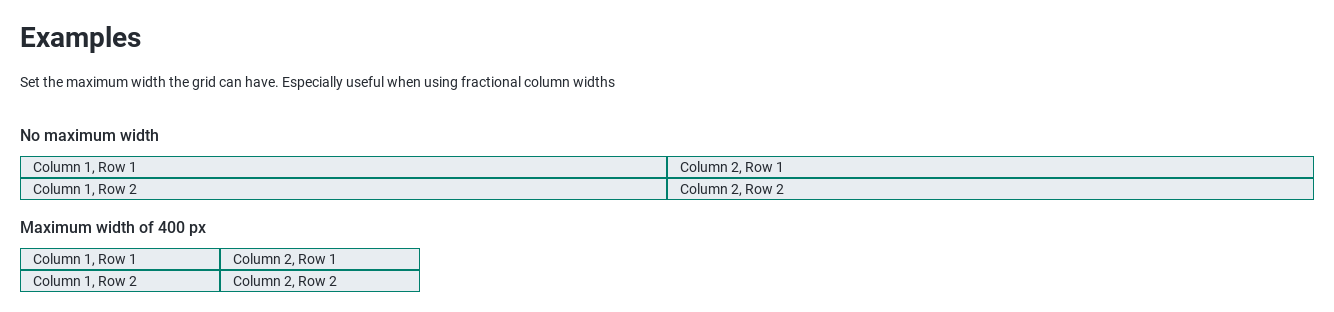 Examples
Set the maximum width the grid can have. Especially useful when using fractional column widths
No maximum width
Column 1, Row 1 Column 2, Row 1
Column 1, Row 2 Column 2, Row 2
Maximum width of 400 px
Column 1, Row 1 Column 2, Row 1
Column 1, Row 2 Column 2, Row 2